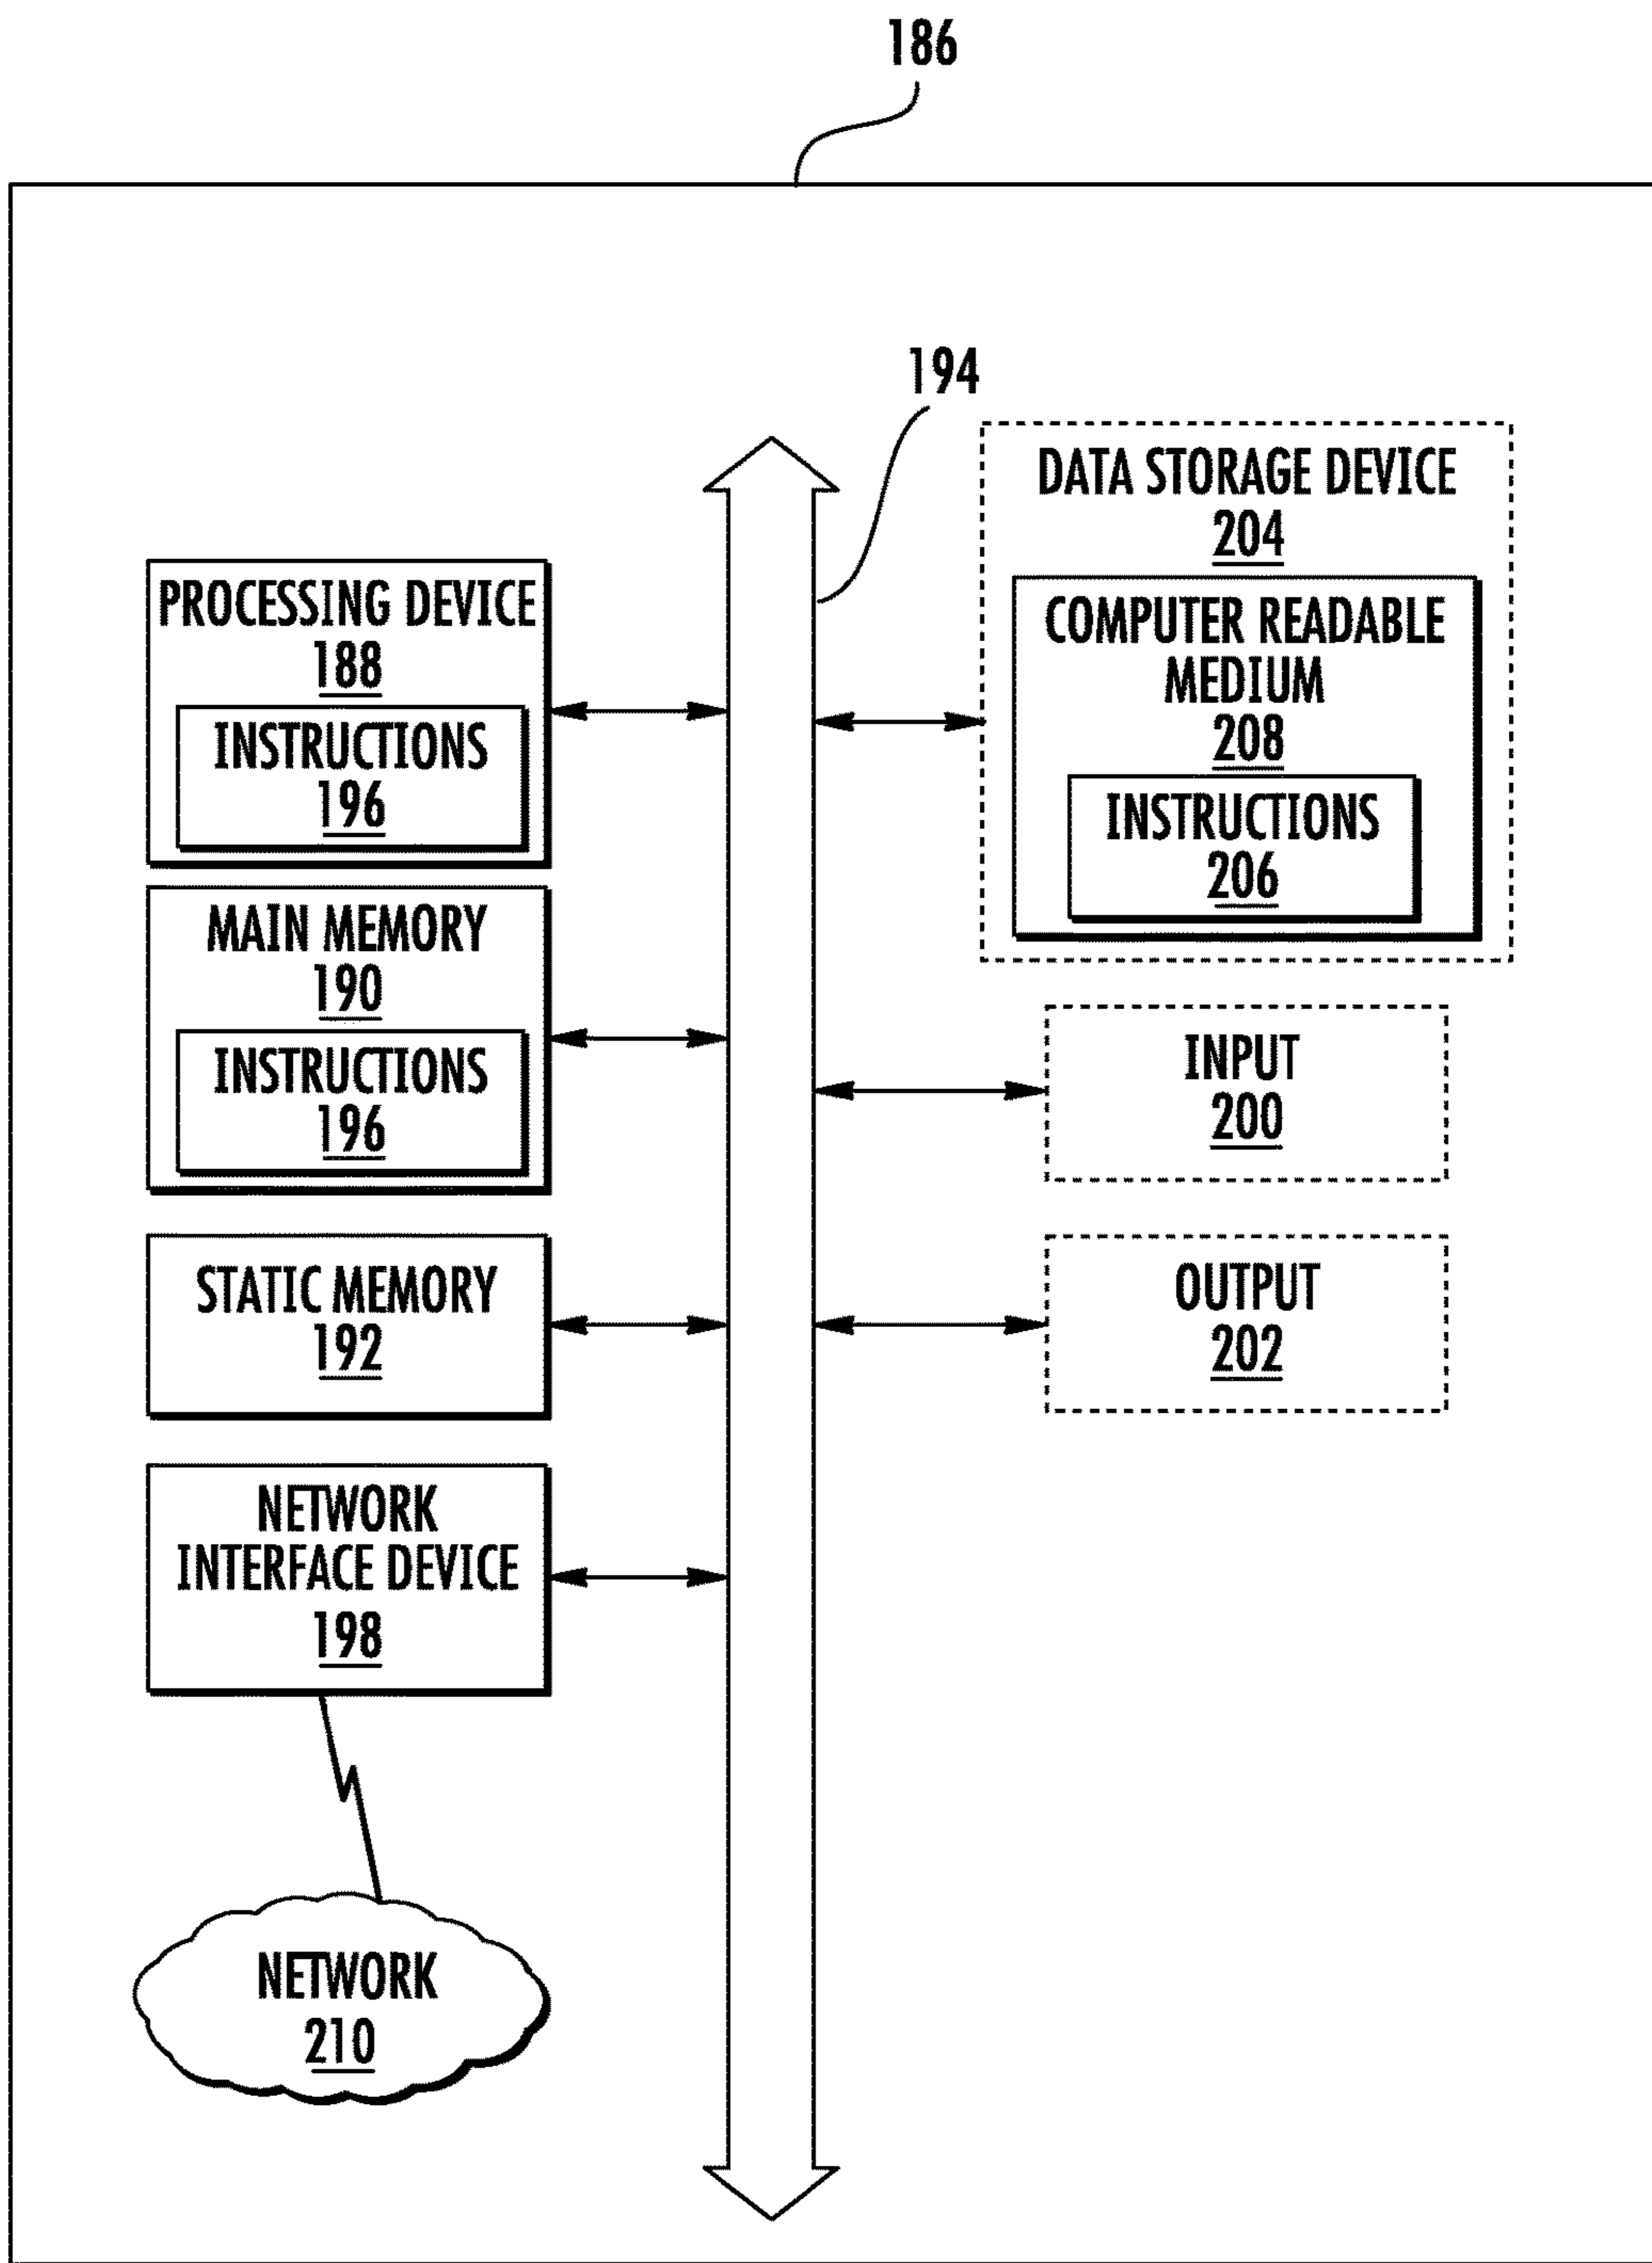 186
194
PROCESSING DEVICE
188
INSTRUCTIONS
196
MAIN MEMORY
190
INSTRUCTIONS
196
STATIC MEMORY
192
NETWORK
INTERFACE DEVICE
198
NETWORK
210
DATA STORAGE DEVICE
204
COMPUTER READABLE
MEDIUM
208
INSTRUCTIONS
206
INPUT
200
OUTPUT
202